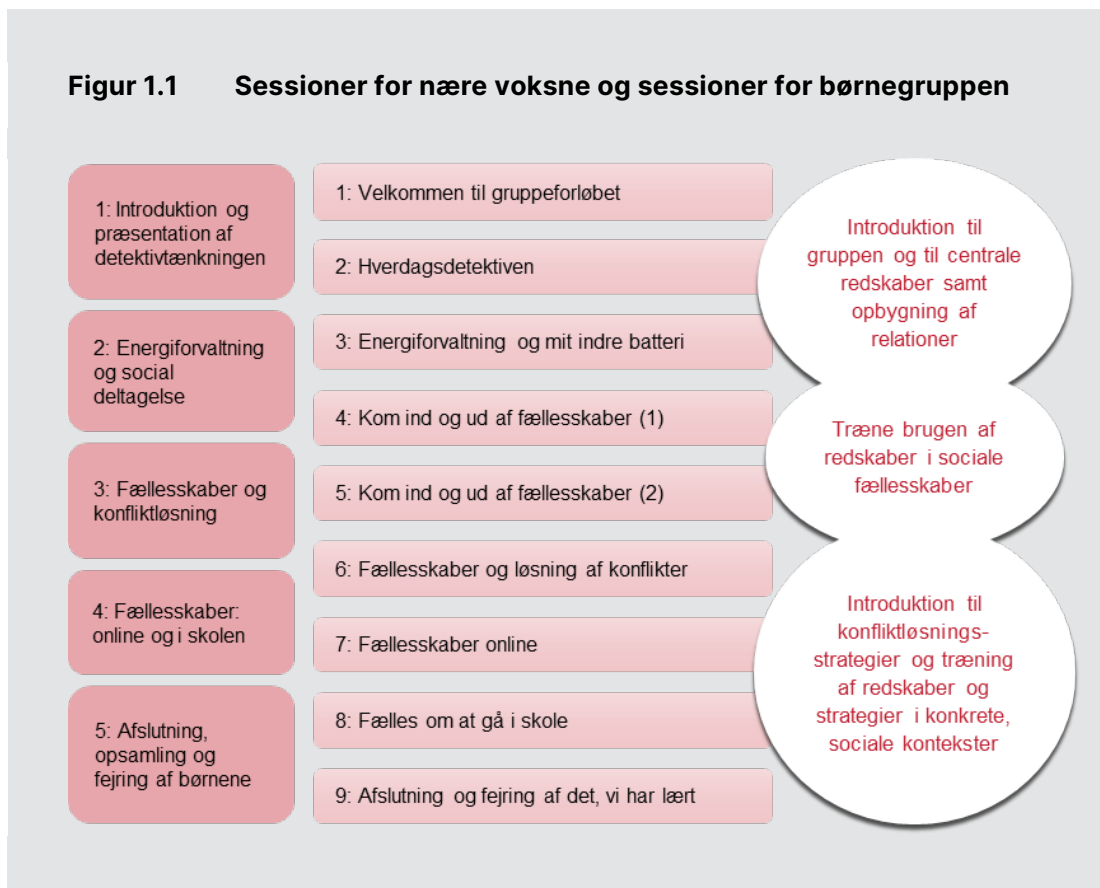 Figur 1.1 Sessioner for nære voksne og sessioner for børnegruppen
1: Introduktion og
præsentation af
detektivtænkningen
2: Energiforvaltning
og social
deltagelse
3: Fællesskaber og
konfliktløsning
4: Fællesskaber:
online og i skolen
5: Afslutning,
opsamling og
fejring af børnene
1: Velkommen til gruppeforløbet
2: Hverdagsdetektiven
3: Energiforvaltning og mit indre batteri
4: Kom ind og ud af fællesskaber (1)
5: Kom ind og ud af fællesskaber (2)
6: Fællesskaber og løsning af konflikter
7: Fællesskaber online
8: Fælles om at gå i skole
9: Afslutning og fejring af det, vi har lært
Introduktion til
gruppen og til centrale
redskaber samt
opbygning af
relationer
Træne brugen af
redskaber i sociale
fællesskaber
Introduktion til
konfliktløsnings-
strategier og træning
af redskaber og
strategier i konkrete,
sociale kontekster